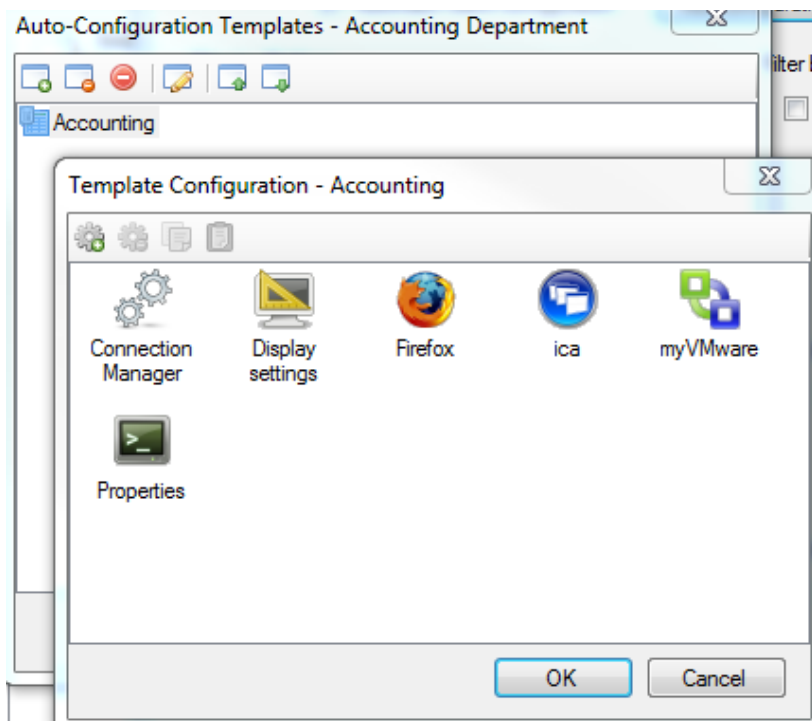 Auto-Configuration Templates - Accounting Department
Accounting
Template Configuration - Accounting
Connection
Manager
Display
settings
Firefox
ica
myVMware
Properties
OK
Cancel